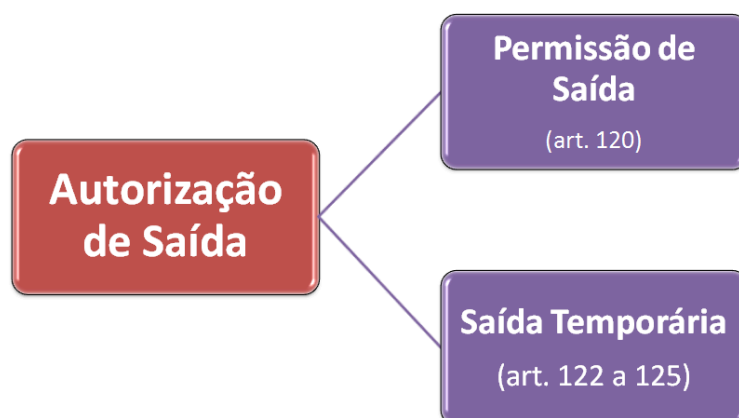 Permissão de
Saída
(art. 120)
Autorização
de Saída
Saída Temporária
(art. 122 a 125)